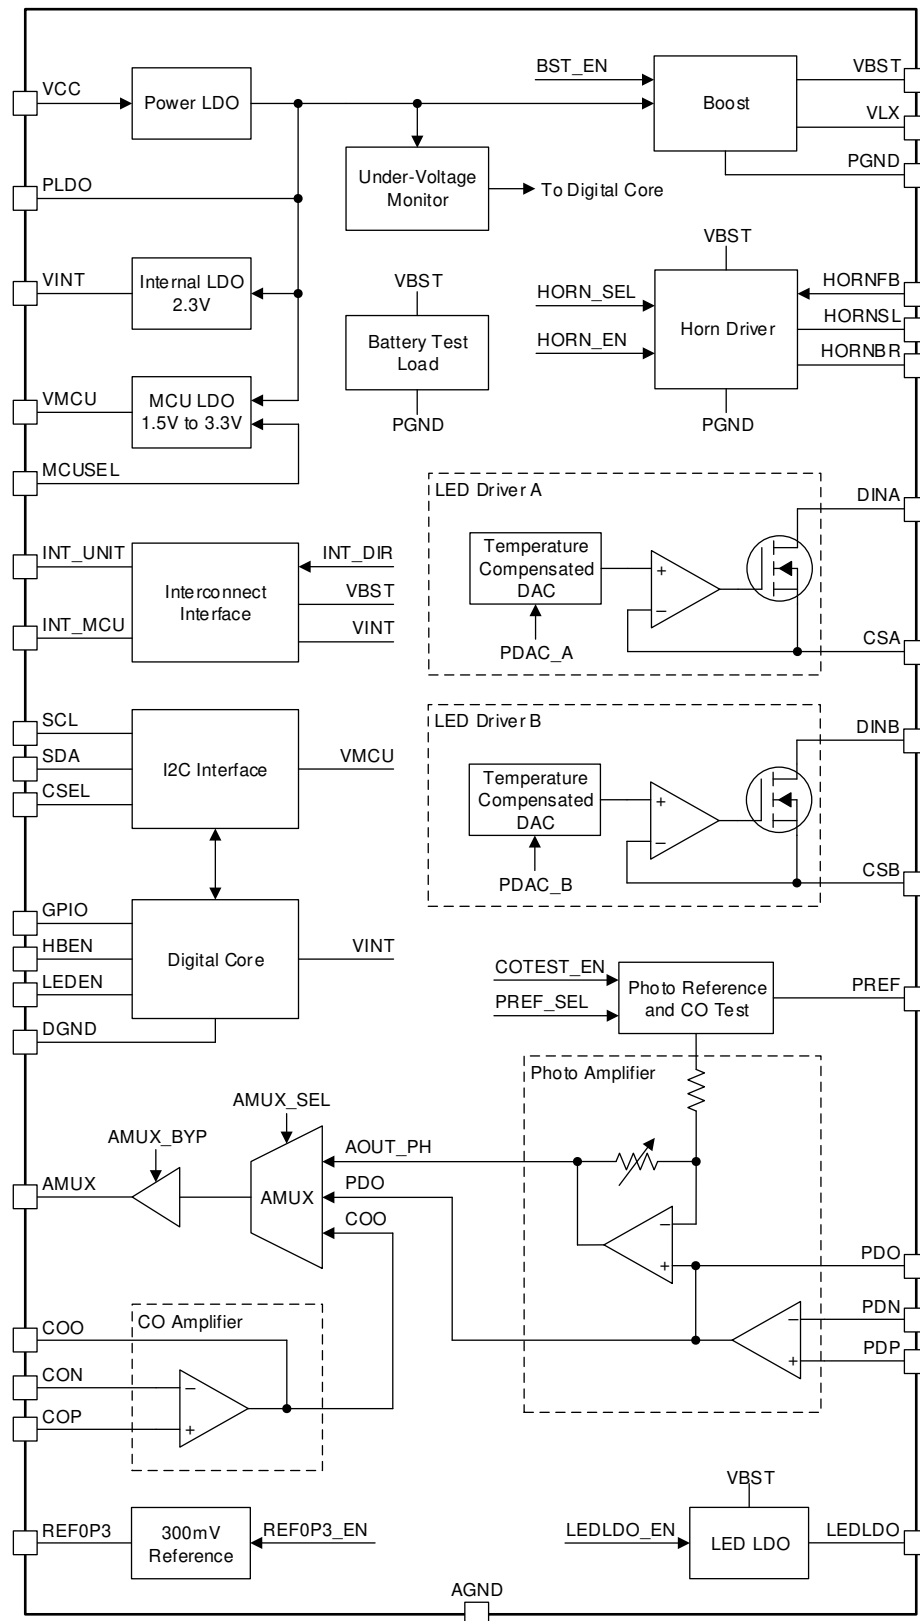 VCC
Power LDO
BST_EN
Boost
VBST
VLX
PGND
PLDO
Under-Voltage
Monitor
To Digital Core
VINT
Internal LDO
2.3V
VBST
Battery Test
Load
PGND
VBST
HORN_SEL
HORN_EN
Horn Driver
HORNFB
HORNSL
HORNBR
PGND
VMCU
MCU LDO
1.5V to 3.3V
MCUSEL
LED Driver A
Temperature
Compensated
DAC
PDAC_A
+
−
DINA
CSA
INT_UNIT
INT_MCU
Interconnect
Interface
INT_DIR
VBST
VINT
LED Driver B
Temperature
Compensated
DAC
PDAC_B
+
−
DINB
CSB
SCL
SDA
CSEL
I2C Interface
VMCU
GPIO
HBEN
LEDEN
DGND
Digital Core
VINT
COTEST_EN
PREF_SEL
Photo Reference
and CO Test
PREF
Photo Amplifier
AMUX_SEL
AMUX_BYP
AMUX
AMUX
AOUT_PH
PDO
COO
−
+
PDO
PDN
PDP
−
+
CO Amplifier
COO
CON
COP
−
+
REF0P3
300mV
Reference
REF0P3_EN
VBST
LEDLDO_EN
LED LDO
LEDLDO
AGND